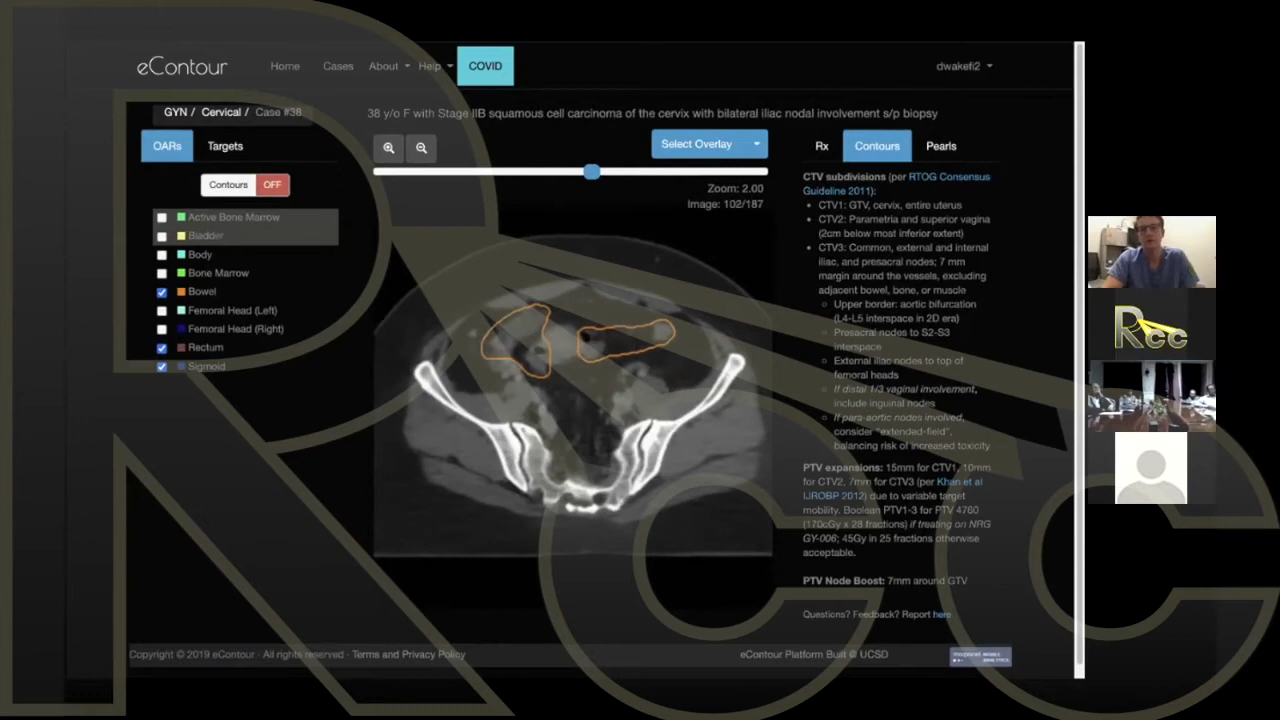 eContour
Home
Cases
About
Help
COVID
dwakefi2
GYN / Cervical / Case #38
38 y/o F with Stage IIB squamous cell carcinoma of the cervix with bilateral iliac nodal involvement s/p biopsy
OARs
Targets
Select Overlay
Rx
Contours
Pearls
Contours
OFF
Zoom: 2.00
Image: 102/187
Active Bone Marrow
Bladder
Body
Bone Marrow
Bowel
Femoral Head (Left)
Femoral Head (Right)
Rectum
Sigmoid
CTV subdivisions (per RTOG Consensus
Guideline 2011):
CTV1: GTV, cervix, entire uterus
CTV2: Parametria and superior vagina
(2cm below most inferior extent)
CTV3: Common, external and internal
iliac, and presacral nodes; 7 mm
margin around the vessels, excluding
adjacent bowel, bone, or muscle
Upper border: aortic bifurcation
(L4-L5 interspace in 2D era)
Presacral nodes to S2-S3
interspace
External iliac nodes to top of
femoral heads
If distal 1/3 vaginal involvement,
include inguinal nodes
If para-aortic nodes involved,
consider "extended-field",
balancing risk of increased toxicity
PTV expansions: 15mm for CTV1, 10mm
for CTV2, 7mm for CTV3 (per Khan et al
IJROBP 2012) due to variable target
mobility. Boolean PTV1-3 for PTV 4760
(170cGy x 28 fractions) if treating on NRG
GY-006; 45Gy in 25 fractions otherwise
acceptable.
PTV Node Boost: 7mm around GTV
Questions? Feedback? Report here
Copyright © 2019 eContour · All rights reserved · Terms and Privacy Policy
eContour Platform Built @ UCSD
Rcc
Rcc